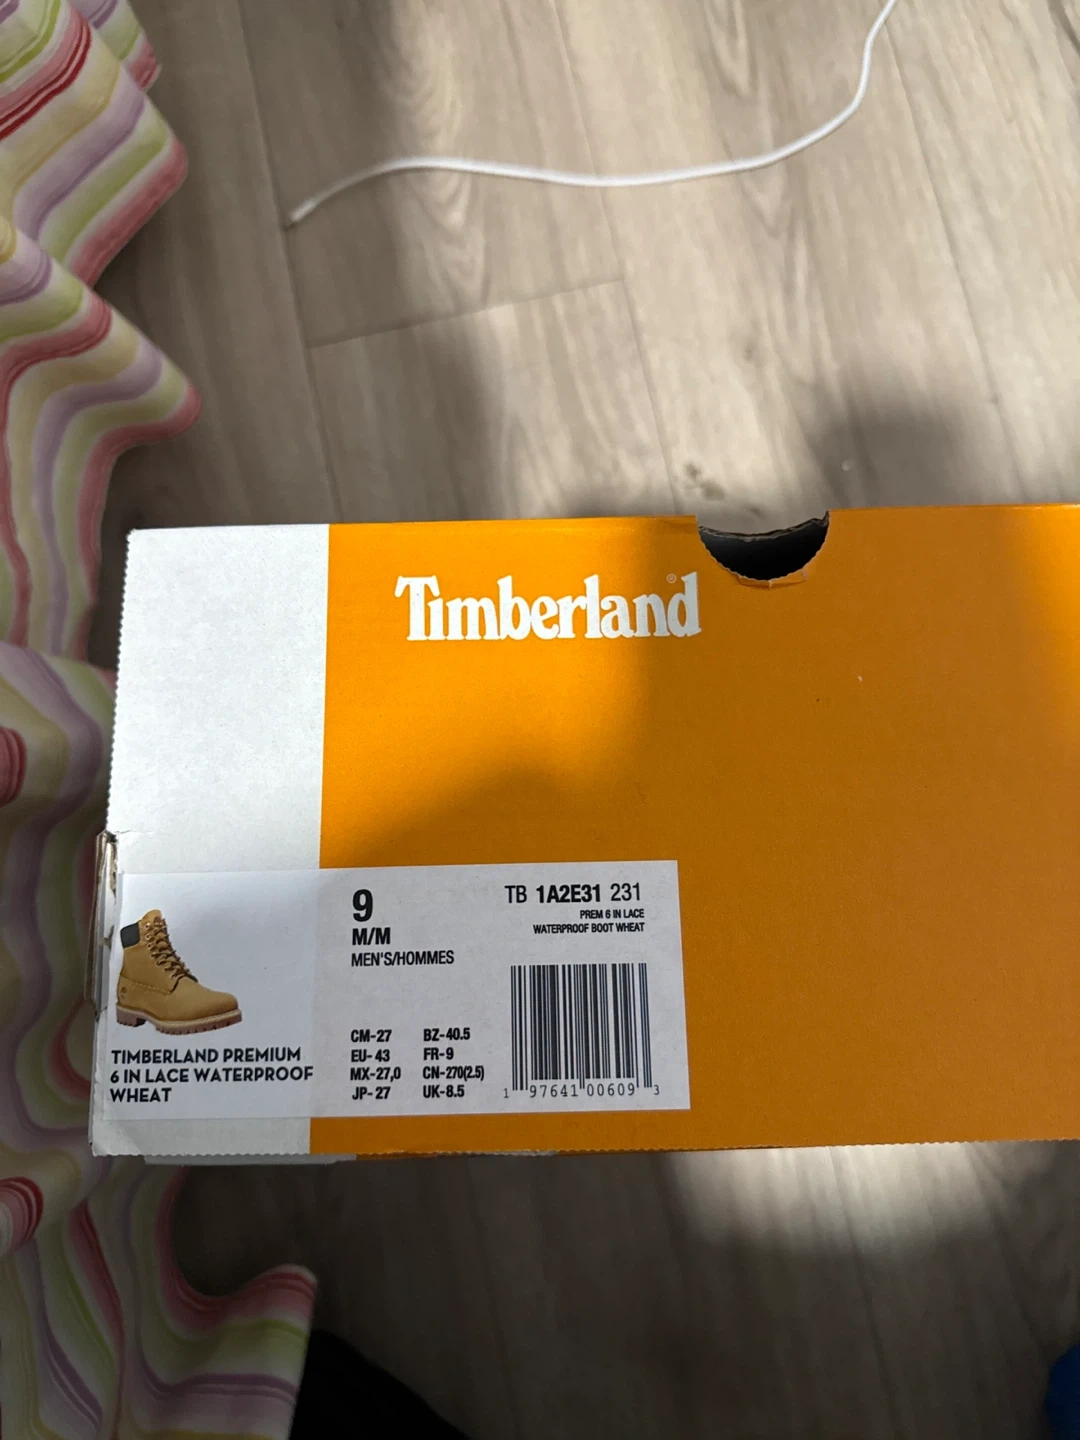 Timberland®
9
M/M
MEN'S/HOMMES
TB 1A2E31 231
PREM 6 IN LACE
WATERPROOF BOOT WHEAT
CM-27 BZ-40.5
EU-43 FR-9
MX-27,0 CN-270(2.5)
JP-27 UK-8.5
1 97641 00609 3
TIMBERLAND PREMIUM
6 IN LACE WATERPROOF
WHEAT